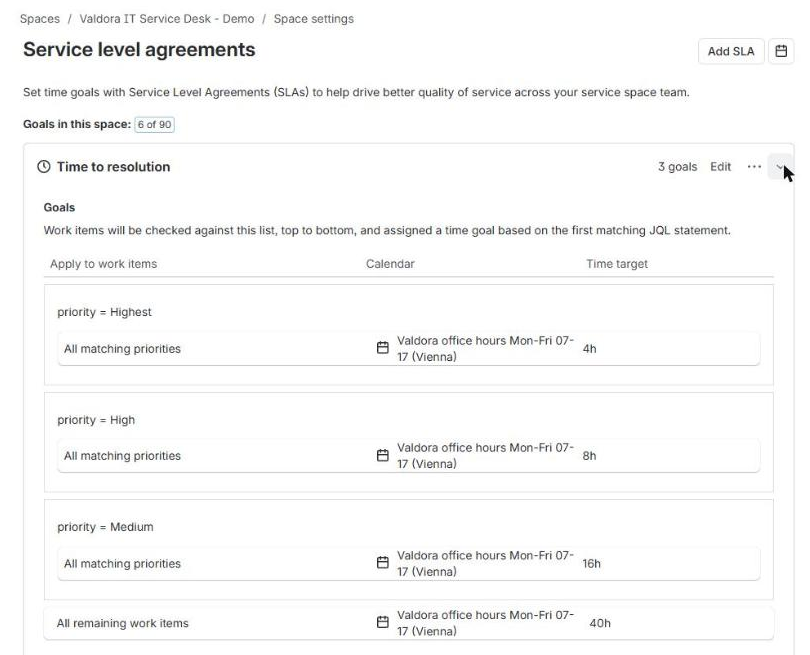 Spaces / Valdora IT Service Desk - Demo / Space settings
Service level agreements
Add SLA
Set time goals with Service Level Agreements (SLAs) to help drive better quality of service across your service space team.
Goals in this space: 6 of 90
Time to resolution 3 goals Edit ...
Goals
Work items will be checked against this list, top to bottom, and assigned a time goal based on the first matching JQL statement.
Apply to work items Calendar Time target
priority = Highest
All matching priorities Valdora office hours Mon-Fri 07-
17 (Vienna) 4h
priority = High
All matching priorities Valdora office hours Mon-Fri 07-
17 (Vienna) 8h
priority = Medium
All matching priorities Valdora office hours Mon-Fri 07-
17 (Vienna) 16h
All remaining work items Valdora office hours Mon-Fri 07-
17 (Vienna) 40h